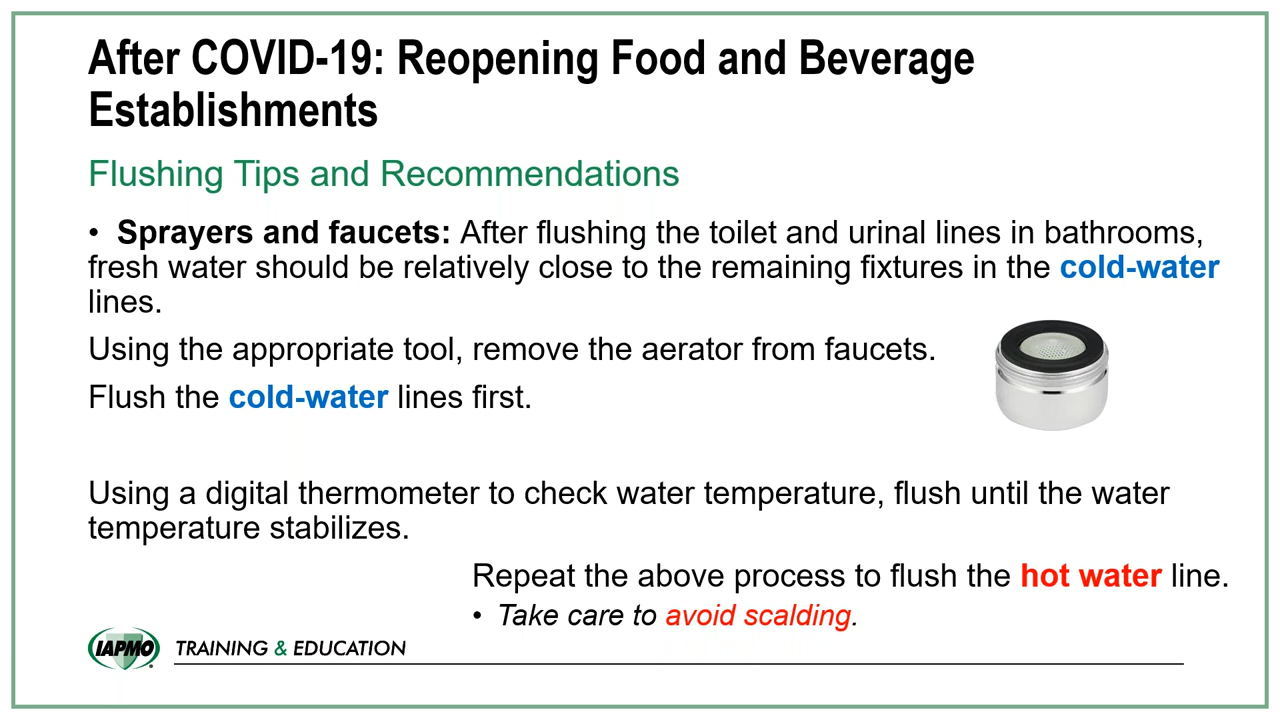 After COVID-19: Reopening Food and Beverage
Establishments
Flushing Tips and Recommendations
• Sprayers and faucets: After flushing the toilet and urinal lines in bathrooms,
fresh water should be relatively close to the remaining fixtures in the cold-water
lines.
Using the appropriate tool, remove the aerator from faucets.
Flush the cold-water lines first.
Using a digital thermometer to check water temperature, flush until the water
temperature stabilizes.
Repeat the above process to flush the hot water line.
• Take care to avoid scalding.
IAPMO TRAINING & EDUCATION